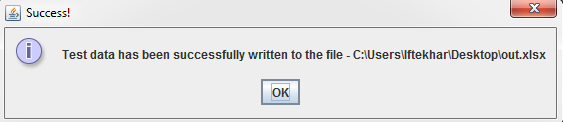 Success!
Test data has been successfully written to the file - C:\Users\Iftekhar\Desktop\out.xlsx
OK